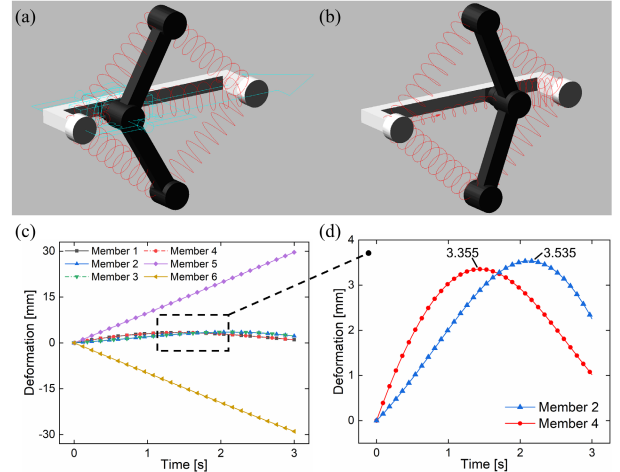 (a)
(b)
(c)
(d)
30
15
0
-15
-30
Deformation [mm]
Member 1
Member 2
Member 3
Member 4
Member 5
Member 6
0
1
2
3
Time [s]
4
3
2
1
0
Deformation [mm]
3.355
3.535
Member 2
Member 4
0
1
2
3
Time [s]